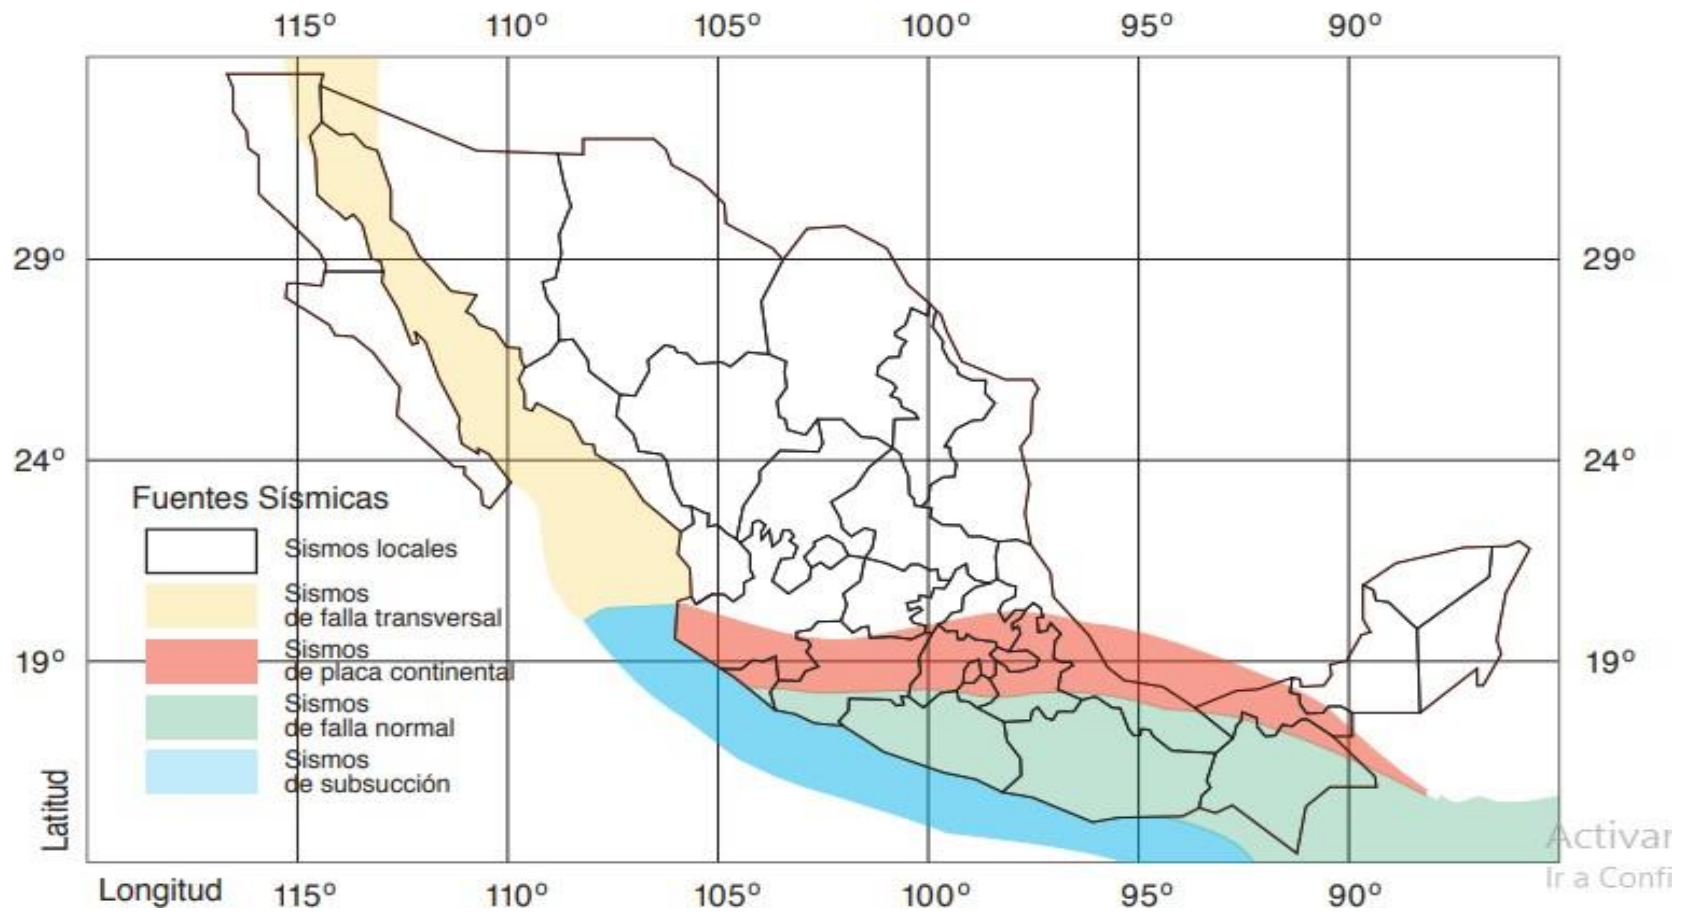 115º 110º 105º 100º 95º 90º
29º 29º
24º 24º
Fuentes Sísmicas
Sismos locales
Sismos
de falla transversal
Sismos
de placa continental
19º 19º
Sismos
de falla normal
Sismos
de subsucción
Latitud
Activar
Ir a Confi
Longitud 115º 110º 105º 100º 95º 90º